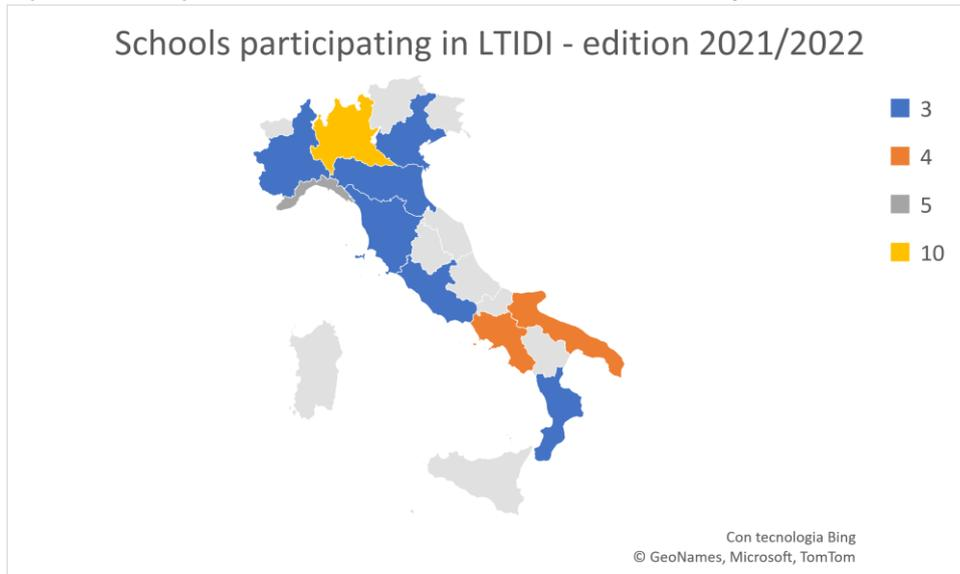 Schools participating in LTIDI - edition 2021/2022
3
4
5
10
Con tecnologia Bing
© GeoNames, Microsoft, TomTom